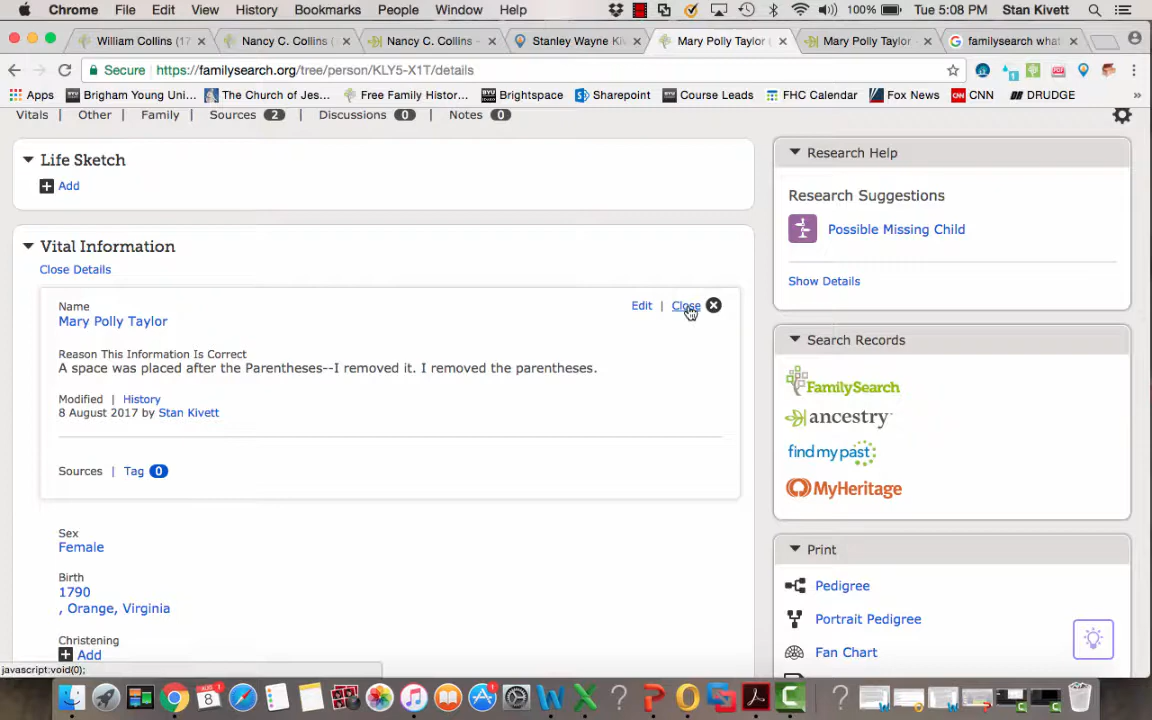 Chrome File Edit View History Bookmarks People Window Help 100% Tue 5:08 PM Stan Kivett
William Collins (17 Nancy C. Collins ( Nancy C. Collins - Stanley Wayne Ki Mary Polly Taylor ( Mary Polly Taylor - familysearch what
Secure https://familysearch.org/tree/person/KLY5-X1T/details
Apps Brigham Young Uni... The Church of Jes... Free Family Histor... Brightspace Sharepoint Course Leads FHC Calendar Fox News CNN DRUDGE »
Vitals | Other | Family | Sources 2 | Discussions 0 | Notes 0
Life Sketch
Add
Vital Information
Close Details
Name
Edit | Close
Mary Polly Taylor
Reason This Information Is Correct
A space was placed after the Parentheses--I removed it. I removed the parentheses.
Modified | History
8 August 2017 by Stan Kivett
Sources | Tag 0
Sex
Female
Birth
1790
, Orange, Virginia
Christening
Add
javascript:void(0);
Research Help
Research Suggestions
Possible Missing Child
Show Details
Search Records
FamilySearch
ancestry
find my past
MyHeritage
Print
Pedigree
Portrait Pedigree
Fan Chart